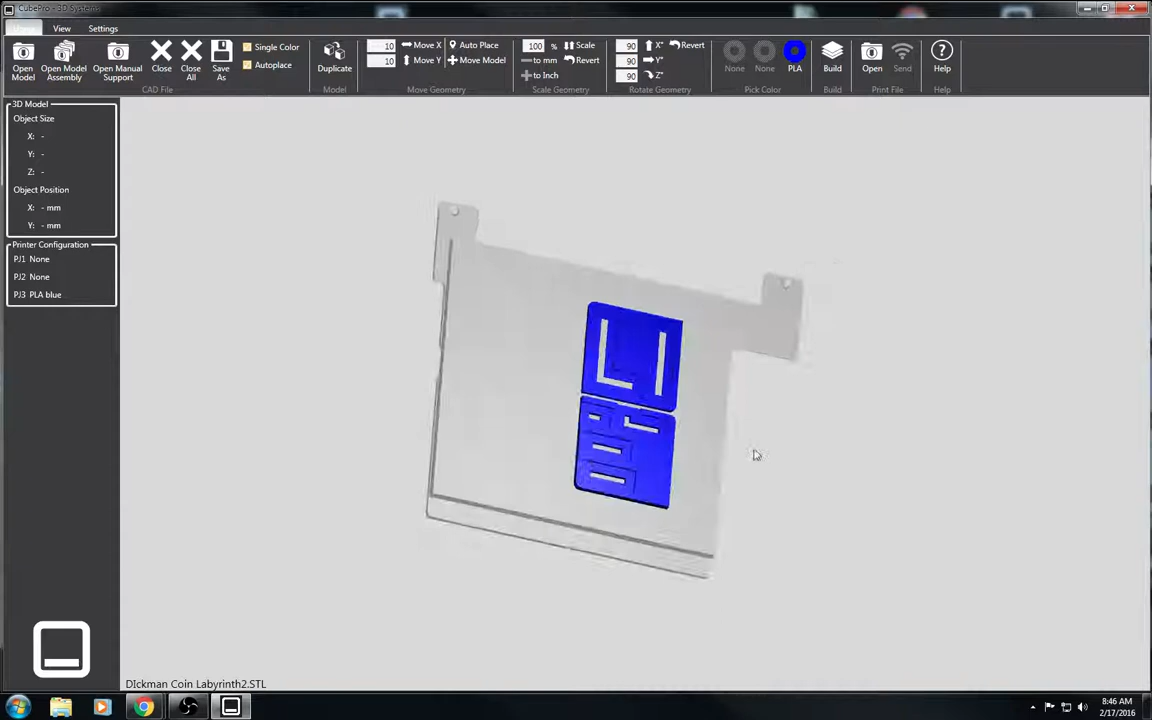 CubePro - 3D Systems
View
Settings
Open Model
Open Model Assembly
Open Manual Support
Close
Close All
Save As
Single Color
Autoplace
CAD File
Duplicate
Model
10 Move X
10 Move Y
Auto Place
Move Model
Move Geometry
100 % Scale
to mm Revert
to Inch
Scale Geometry
90 X° Revert
90 Y°
90 Z°
Rotate Geometry
None
None
PLA
Pick Color
Build
Build
Open
Send
Print File
Help
Help
3D Model
Object Size
X: -
Y: -
Z: -
Object Position
X: - mm
Y: - mm
Printer Configuration
PJ1 None
PJ2 None
PJ3 PLA blue
DIckman Coin Labyrinth2.STL
8:46 AM
2/17/2016